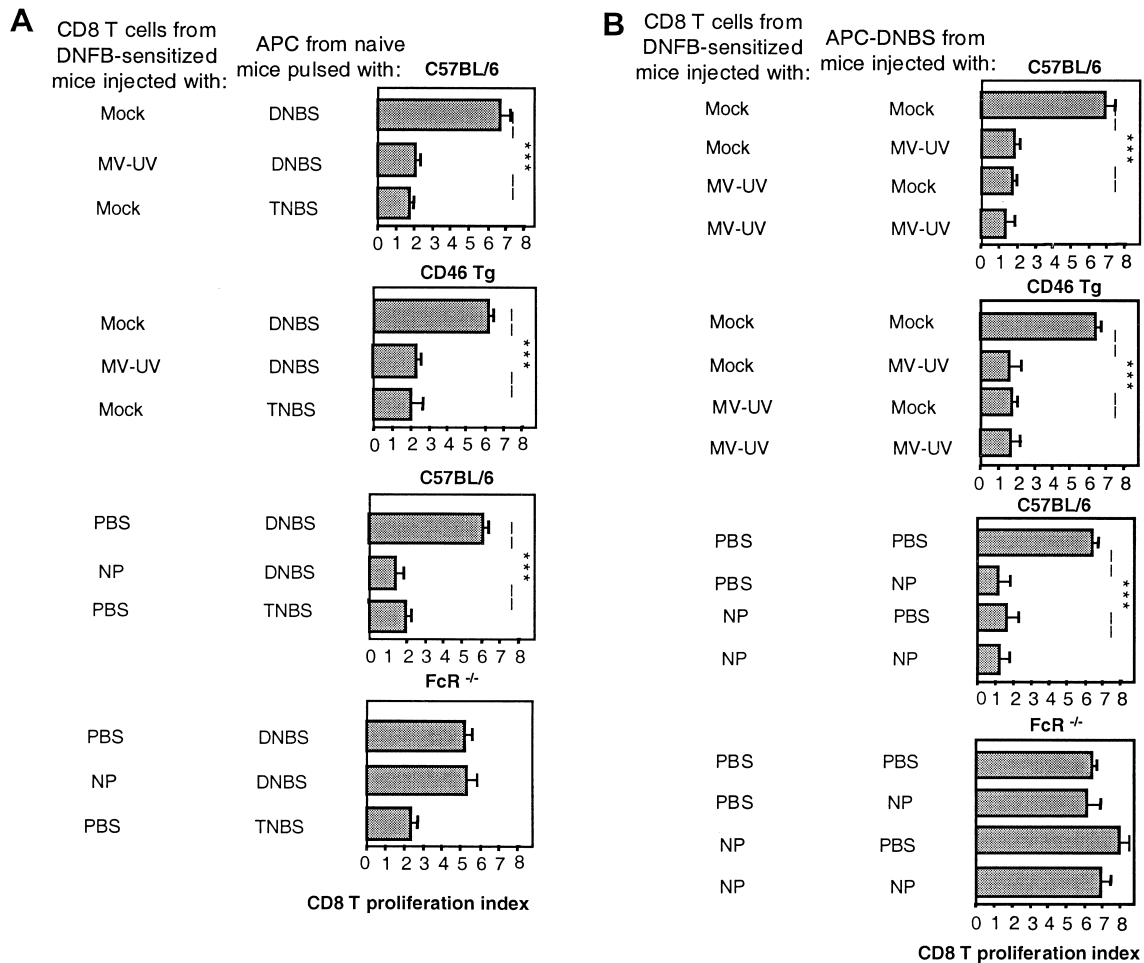 A
CD8 T cells from
DNFB-sensitized
mice injected with:
APC from naive
mice pulsed with:
C57BL/6
Mock DNBS
MV-UV DNBS
Mock TNBS
***
0 1 2 3 4 5 6 7 8
CD46 Tg
Mock DNBS
MV-UV DNBS
Mock TNBS
***
0 1 2 3 4 5 6 7 8
C57BL/6
PBS DNBS
NP DNBS
PBS TNBS
***
0 1 2 3 4 5 6 7 8
FcR -/-
PBS DNBS
NP DNBS
PBS TNBS
0 1 2 3 4 5 6 7 8
CD8 T proliferation index
B
CD8 T cells from
DNFB-sensitized
mice injected with:
APC-DNBS from
mice injected with:
C57BL/6
Mock Mock
Mock MV-UV
MV-UV Mock
MV-UV MV-UV
***
0 1 2 3 4 5 6 7 8
CD46 Tg
Mock Mock
Mock MV-UV
MV-UV Mock
MV-UV MV-UV
***
0 1 2 3 4 5 6 7 8
C57BL/6
PBS PBS
PBS NP
NP PBS
NP NP
***
0 1 2 3 4 5 6 7 8
FcR -/-
PBS PBS
PBS NP
NP PBS
NP NP
0 1 2 3 4 5 6 7 8
CD8 T proliferation index